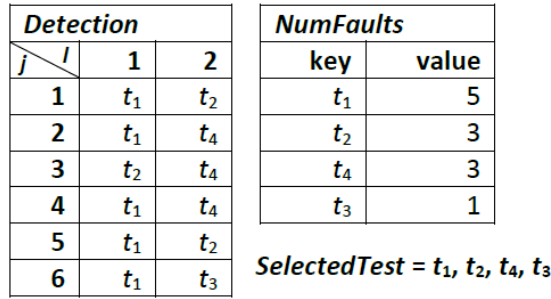 Detection
j l 1 2
1 t₁ t₂
2 t₁ t₄
3 t₂ t₄
4 t₁ t₄
5 t₁ t₂
6 t₁ t₃
NumFaults
key value
t₁ 5
t₂ 3
t₄ 3
t₃ 1
SelectedTest = t₁, t₂, t₄, t₃